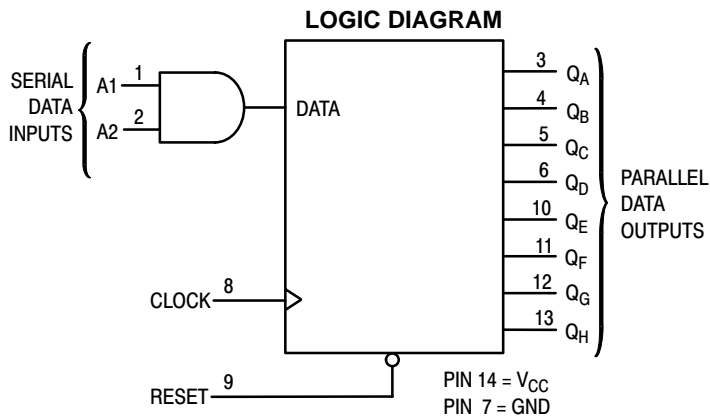 LOGIC DIAGRAM
SERIAL
DATA
INPUTS
A1
1
A2
2
DATA
CLOCK
8
RESET
9
3
QA
4
QB
5
QC
6
QD
10
QE
11
QF
12
QG
13
QH
PARALLEL
DATA
OUTPUTS
PIN 14 = VCC
PIN 7 = GND